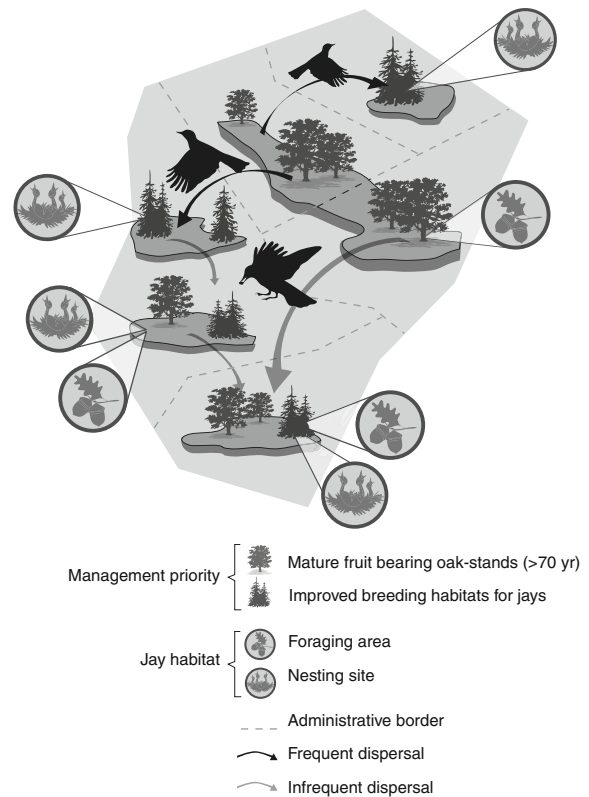 Management priority
Mature fruit bearing oak-stands (>70 yr)
Improved breeding habitats for jays
Jay habitat
Foraging area
Nesting site
Administrative border
Frequent dispersal
Infrequent dispersal